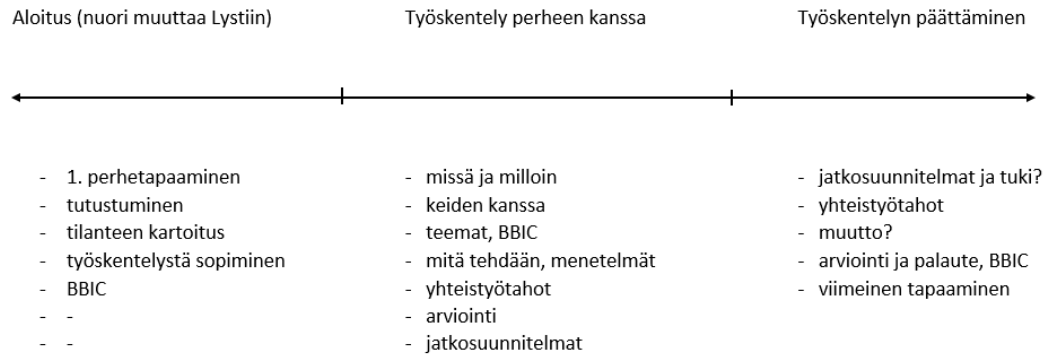 Aloitus (nuori muuttaa Lystiin)
- 1. perhetapaaminen
- tutustuminen
- tilanteen kartoitus
- työskentelystä sopiminen
- BBIC
- -
- -
Työskentely perheen kanssa
- missä ja milloin
- keiden kanssa
- teemat, BBIC
- mitä tehdään, menetelmät
- yhteistyötahot
- arviointi
- jatkosuunnitelmat
Työskentelyn päättäminen
- jatkosuunnitelmat ja tuki?
- yhteistyötahot
- muutto?
- arviointi ja palaute, BBIC
- viimeinen tapaaminen